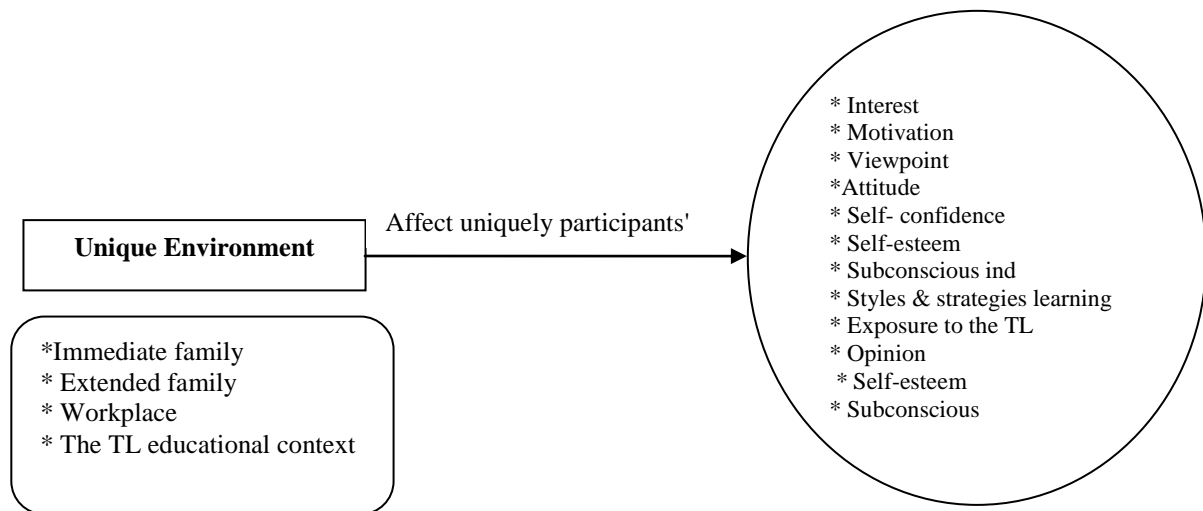 Unique Environment
*Immediate family
* Extended family
* Workplace
* The TL educational context
Affect uniquely participants'
* Interest
* Motivation
* Viewpoint
*Attitude
* Self- confidence
* Self-esteem
* Subconscious ind
* Styles & strategies learning
* Exposure to the TL
* Opinion
* Self-esteem
* Subconscious